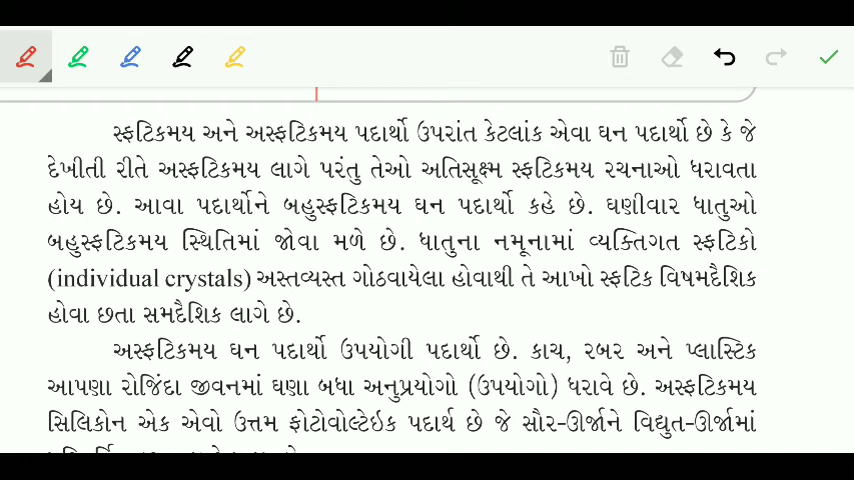 સ્ફટિકમય અને અસ્ફટિકમય પદાર્થો ઉપરાંત કેટલાંક એવા ઘન પદાર્થો છે કે જે
દેખીતી રીતે અસ્ફટિકમય લાગે પરંતુ તેઓ અતિસૂક્ષ્મ સ્ફટિકમય રચનાઓ ધરાવતા
હોય છે. આવા પદાર્થોને બહુસ્ફટિકમય ઘન પદાર્થો કહે છે. ઘણીવાર ધાતુઓ
બહુસ્ફટિકમય સ્થિતિમાં જોવા મળે છે. ધાતુના નમૂનામાં વ્યક્તિગત સ્ફટિકો
(individual crystals) અસ્તવ્યસ્ત ગોઠવાયેલા હોવાથી તે આખો સ્ફટિક વિષમદૈશિક
હોવા છતા સમદૈશિક લાગે છે.
અસ્ફટિકમય ઘન પદાર્થો ઉપયોગી પદાર્થો છે. કાચ, રબર અને પ્લાસ્ટિક
આપણા રોજિંદા જીવનમાં ઘણા બધા અનુપ્રયોગો (ઉપયોગો) ધરાવે છે. અસ્ફટિકમય
સિલિકોન એક એવો ઉત્તમ ફોટોવોલ્ટેઇક પદાર્થ છે જે સૌર-ઊર્જાને વિદ્યુત-ઊર્જામાં